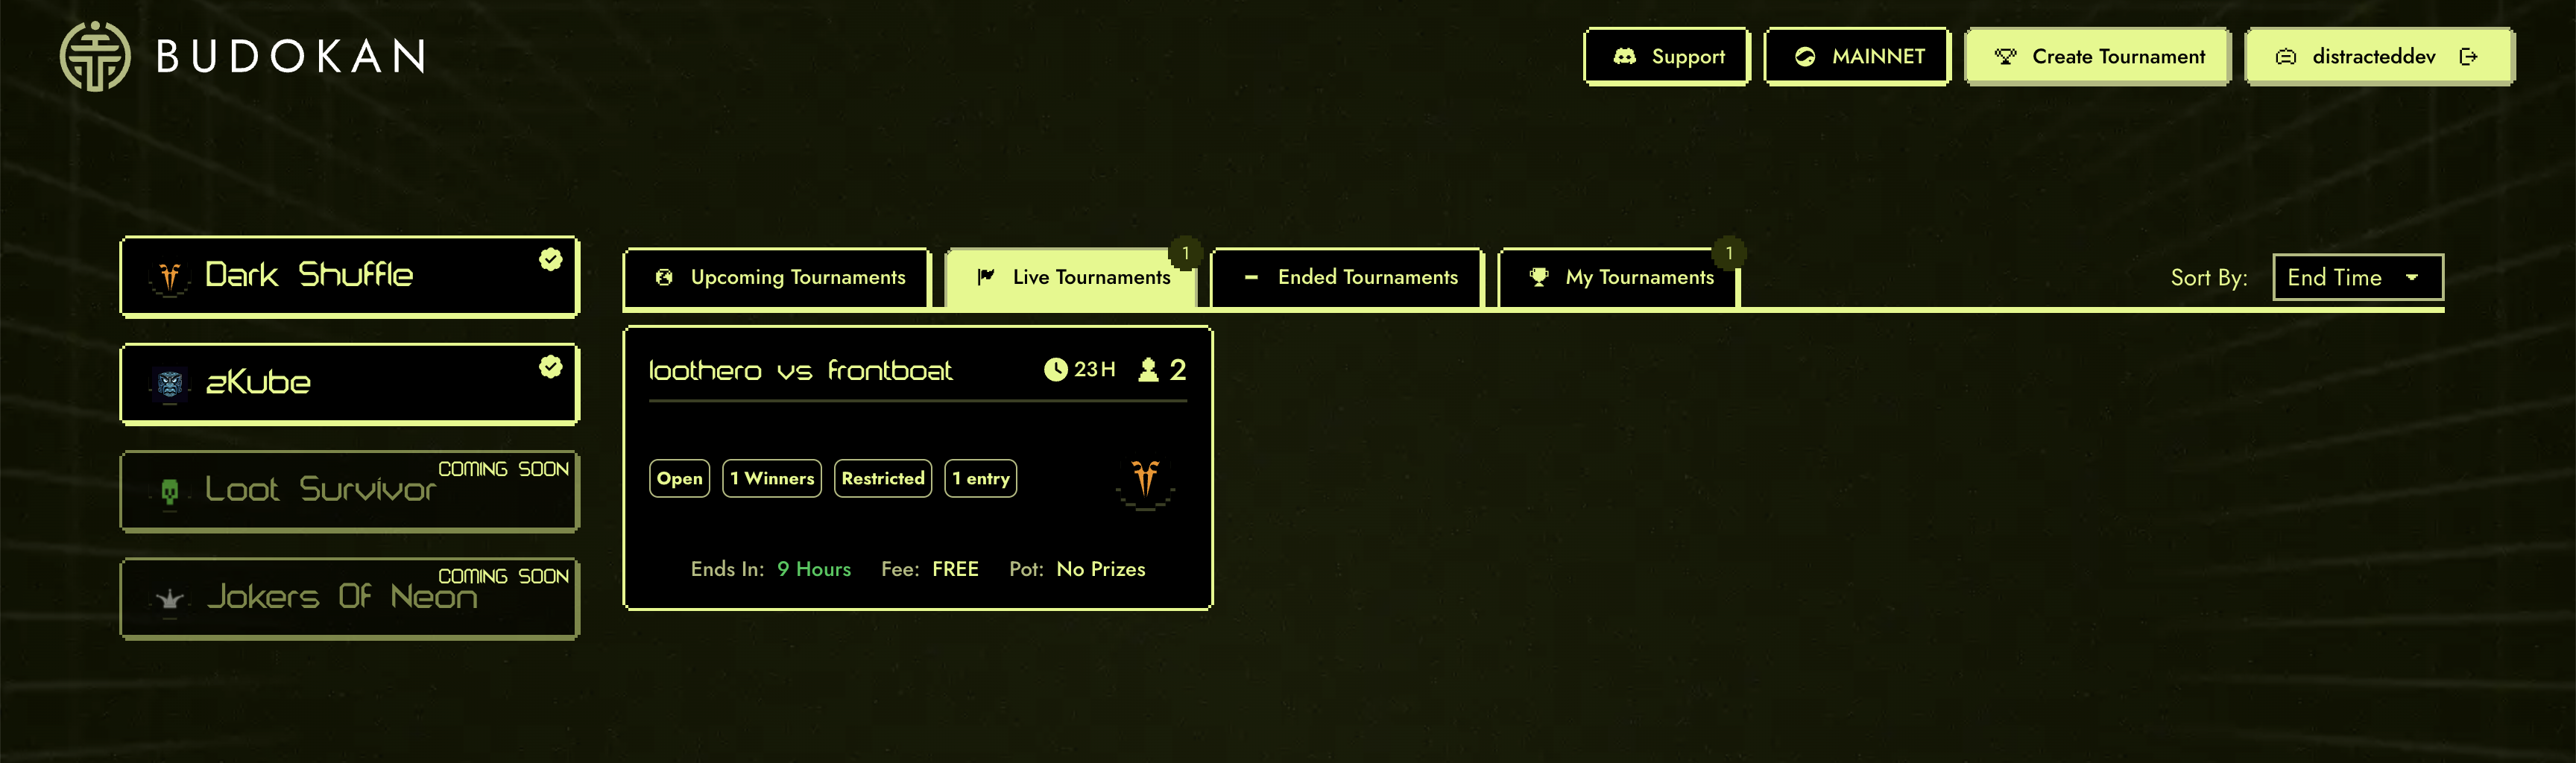 BUDOKAN
Support
MAINNET
Create Tournament
distracteddev
Dark Shuffle
zKube
COMING SOON
Loot Survivor
COMING SOON
Jokers Of Neon
Upcoming Tournaments
Live Tournaments
1
Ended Tournaments
My Tournaments
1
Sort By:
End Time
loothero vs frontboat
23H
2
Open
1 Winners
Restricted
1 entry
Ends In: 9 Hours
Fee: FREE
Pot: No Prizes